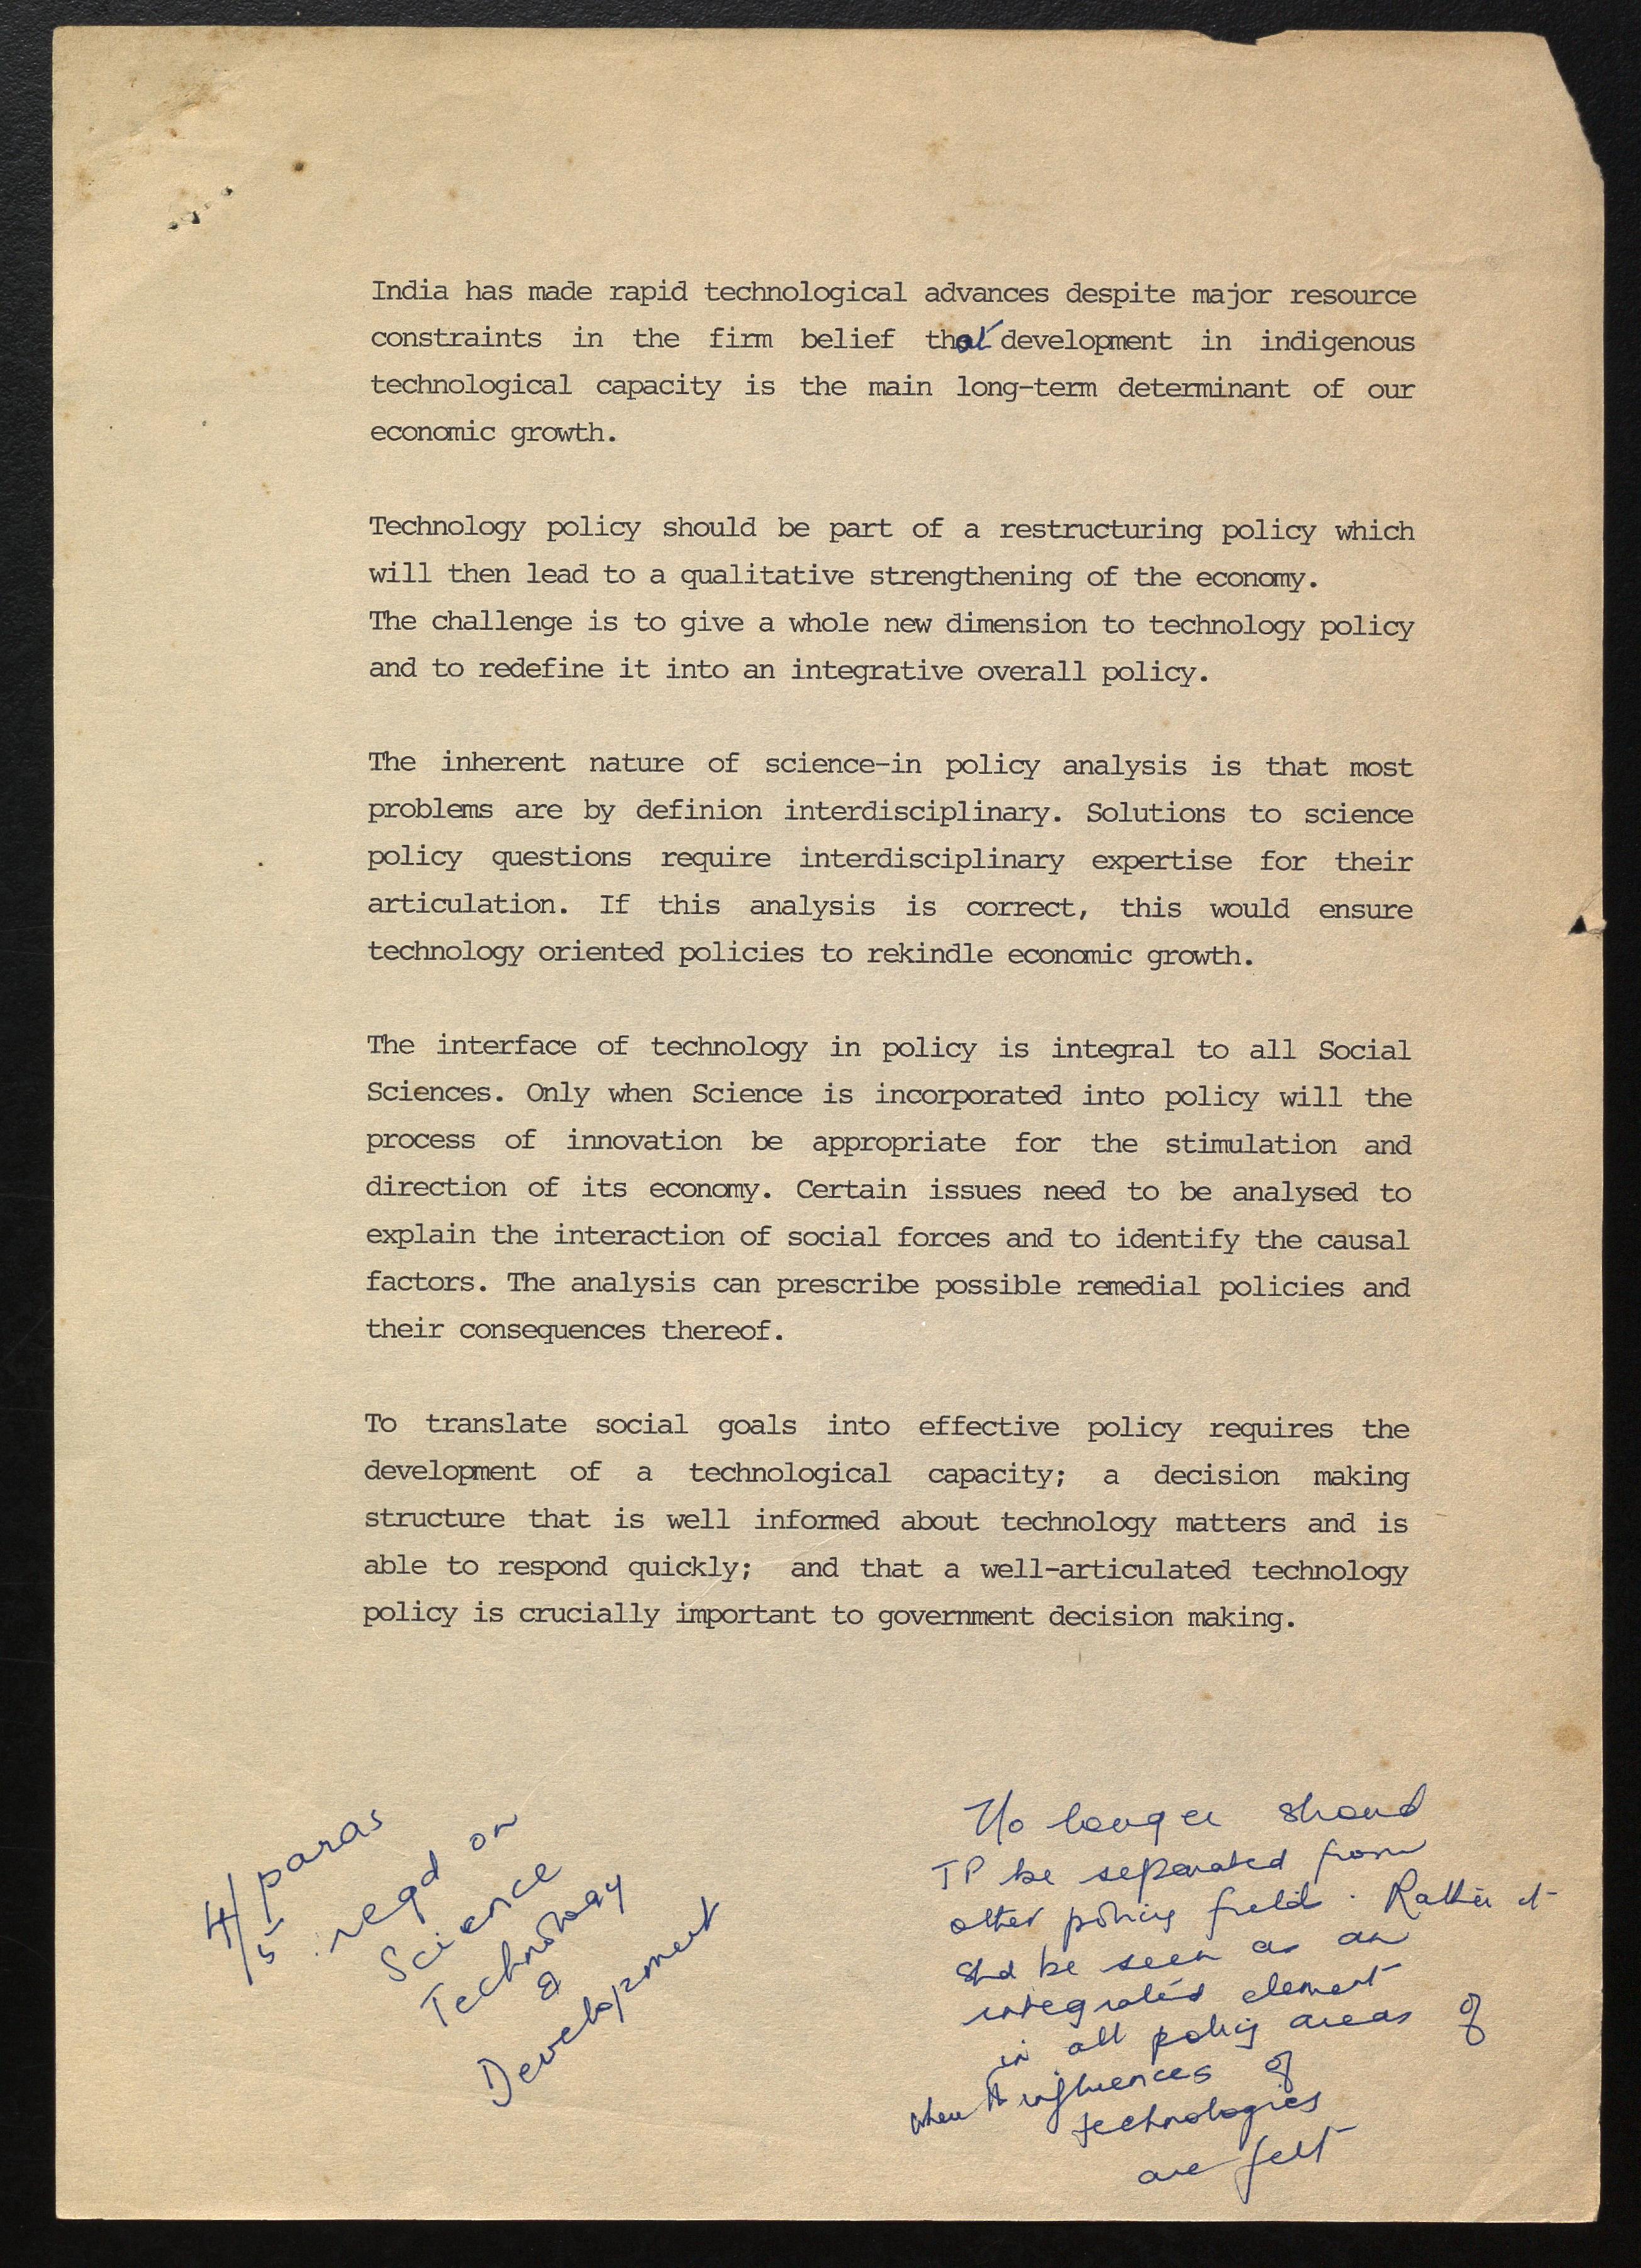 India has made rapid technological advances despite major resource
constraints in the firm belief that development in indigenous
technological capacity is the main long-term determinant of our
economic growth.
Technology policy should be part of a restructuring policy which
will then lead to a qualitative strengthening of the economy.
The challenge is to give a whole new dimension to technology policy
and to redefine it into an integrative overall policy.
The inherent nature of science-in policy analysis is that most
problems are by definion interdisciplinary. Solutions to science
policy questions require interdisciplinary expertise for their
articulation. If this analysis is correct, this would ensure
technology oriented policies to rekindle economic growth.
The interface of technology in policy is integral to all Social
Sciences. Only when Science is incorporated into policy will the
process of innovation be appropriate for the stimulation and
direction of its economy. Certain issues need to be analysed to
explain the interaction of social forces and to identify the causal
factors. The analysis can prescribe possible remedial policies and
their consequences thereof.
To translate social goals into effective policy requires the
development of a technological capacity; a decision making
structure that is well informed about technology matters and is
able to respond quickly; and that a well-articulated technology
policy is crucially important to government decision making.
4/5 paras
reqd on
Science
Technology
&
Development
No longer should
TP be separated from
other policy field. Rather it
shd be seen as an
integrated element
in all policy areas of
where influences of
technologies
are felt